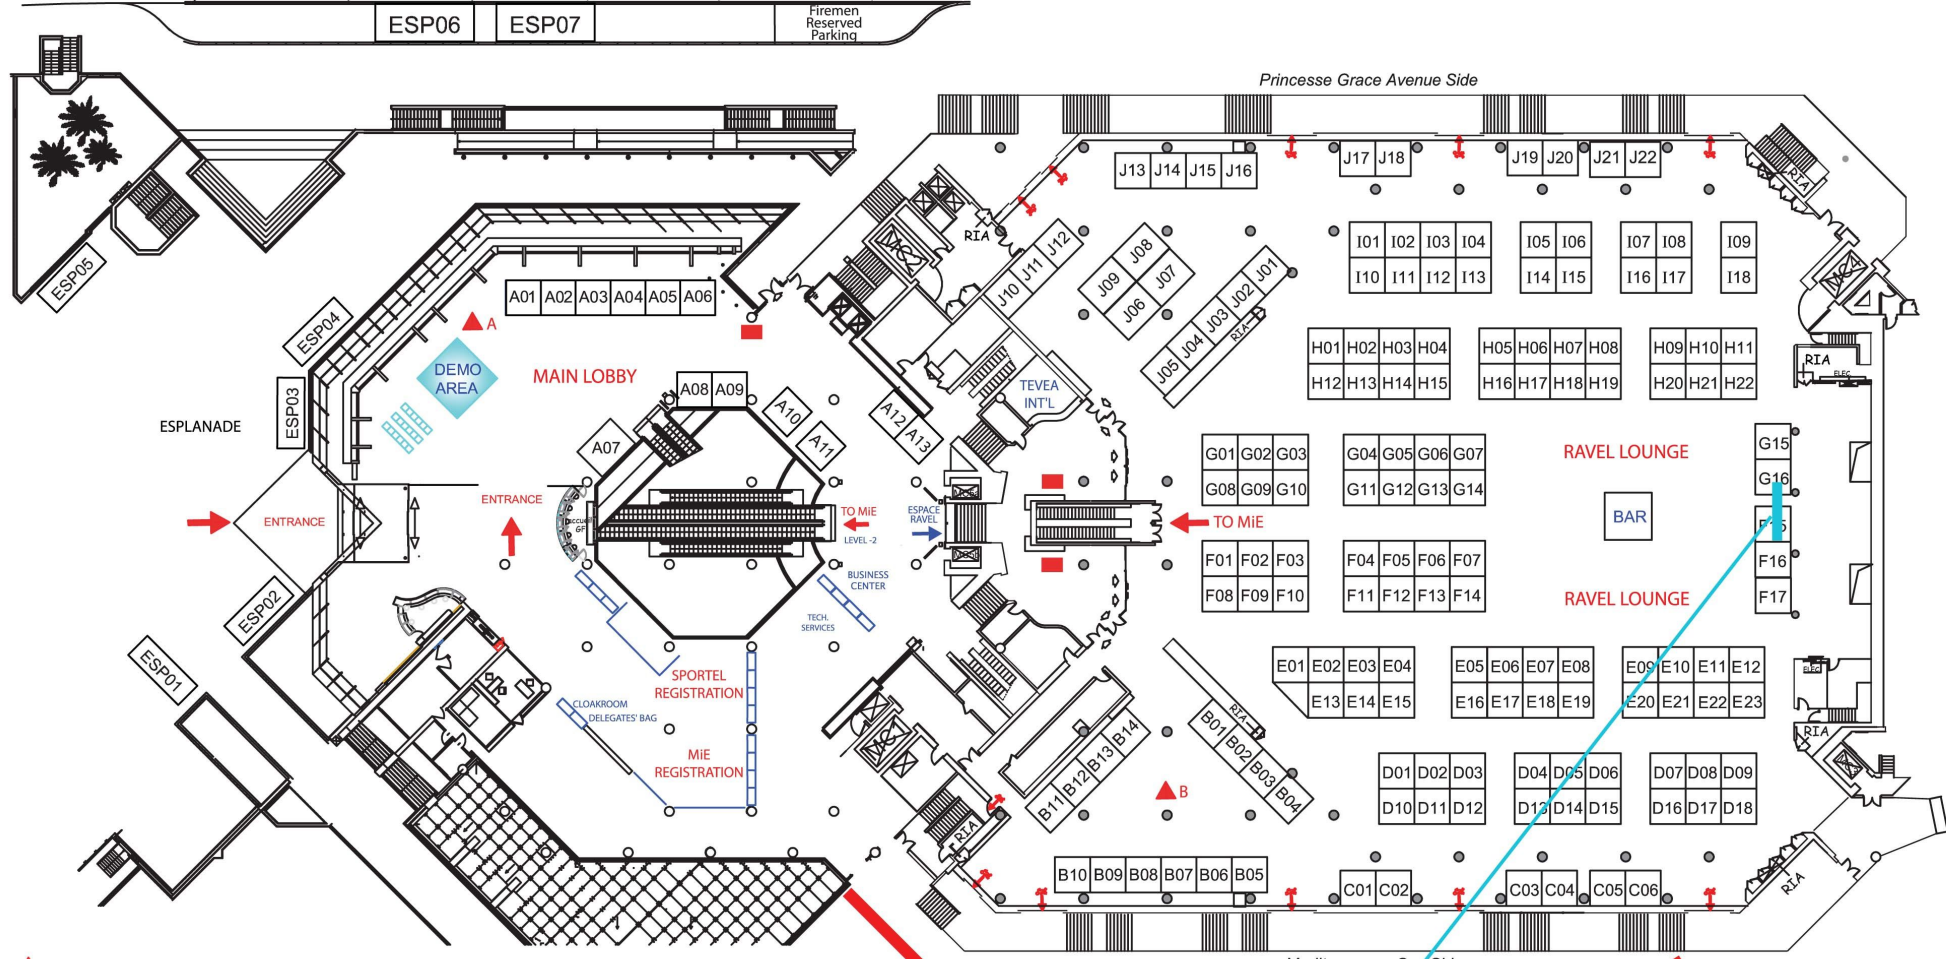 ESP06
ESP07
Firemen
Reserved
Parking
Princesse Grace Avenue Side
J13 J14 J15 J16
J17 J18
J19 J20
J21 J22
RIA
RIA
ESP05
I01 I02 I03 I04
I05 I06
I07 I08
I09
I10 I11 I12 I13
I14 I15
I16 I17
I18
J10 J11 J12
J09 J08
J06 J07
J05 J04 J03 J02 J01
RIA
A01 A02 A03 A04 A05 A06
A
ESP04
DEMO
AREA
MAIN LOBBY
H01 H02 H03 H04
H05 H06 H07 H08
H09 H10 H11
H12 H13 H14 H15
H16 H17 H18 H19
H20 H21 H22
RIA
ELEC
TEVEA
INT'L
A08 A09
A10
A11
A12
A13
A07
ESP03
ESPLANADE
G01 G02 G03
G04 G05 G06 G07
G08 G09 G10
G11 G12 G13 G14
RAVEL LOUNGE
G15
G16
ENTRANCE
ENTRANCE
accueil
GF
TO MiE
LEVEL -2
ESPACE
RAVEL
TO MiE
BAR
F16
F17
F01 F02 F03
F04 F05 F06 F07
F08 F09 F10
F11 F12 F13 F14
RAVEL LOUNGE
BUSINESS
CENTER
TECH.
SERVICES
ESP02
ESP01
SPORTEL
REGISTRATION
CLOAKROOM
DELEGATES' BAG
MiE
REGISTRATION
E01 E02 E03 E04
E05 E06 E07 E08
E09 E10 E11 E12
E13 E14 E15
E16 E17 E18 E19
E20 E21 E22 E23
ELEC
RIA
RIA
B01 B02 B03 B04
B11 B12 B13 B14
B
RIA
D01 D02 D03
D04 D05 D06
D07 D08 D09
D10 D11 D12
D13 D14 D15
D16 D17 D18
B10 B09 B08 B07 B06 B05
C01 C02
C03 C04
C05 C06
RIA